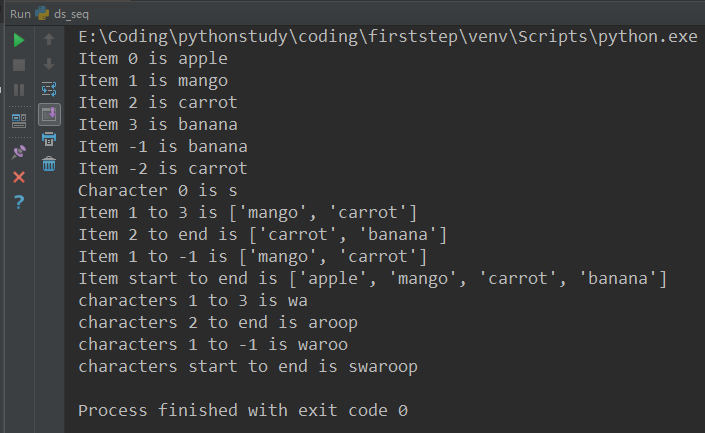 Run ds_seq
E:\Coding\pythonstudy\coding\firststep\venv\Scripts\python.exe
Item 0 is apple
Item 1 is mango
Item 2 is carrot
Item 3 is banana
Item -1 is banana
Item -2 is carrot
Character 0 is s
Item 1 to 3 is ['mango', 'carrot']
Item 2 to end is ['carrot', 'banana']
Item 1 to -1 is ['mango', 'carrot']
Item start to end is ['apple', 'mango', 'carrot', 'banana']
characters 1 to 3 is wa
characters 2 to end is aroop
characters 1 to -1 is waroo
characters start to end is swaroop
Process finished with exit code 0